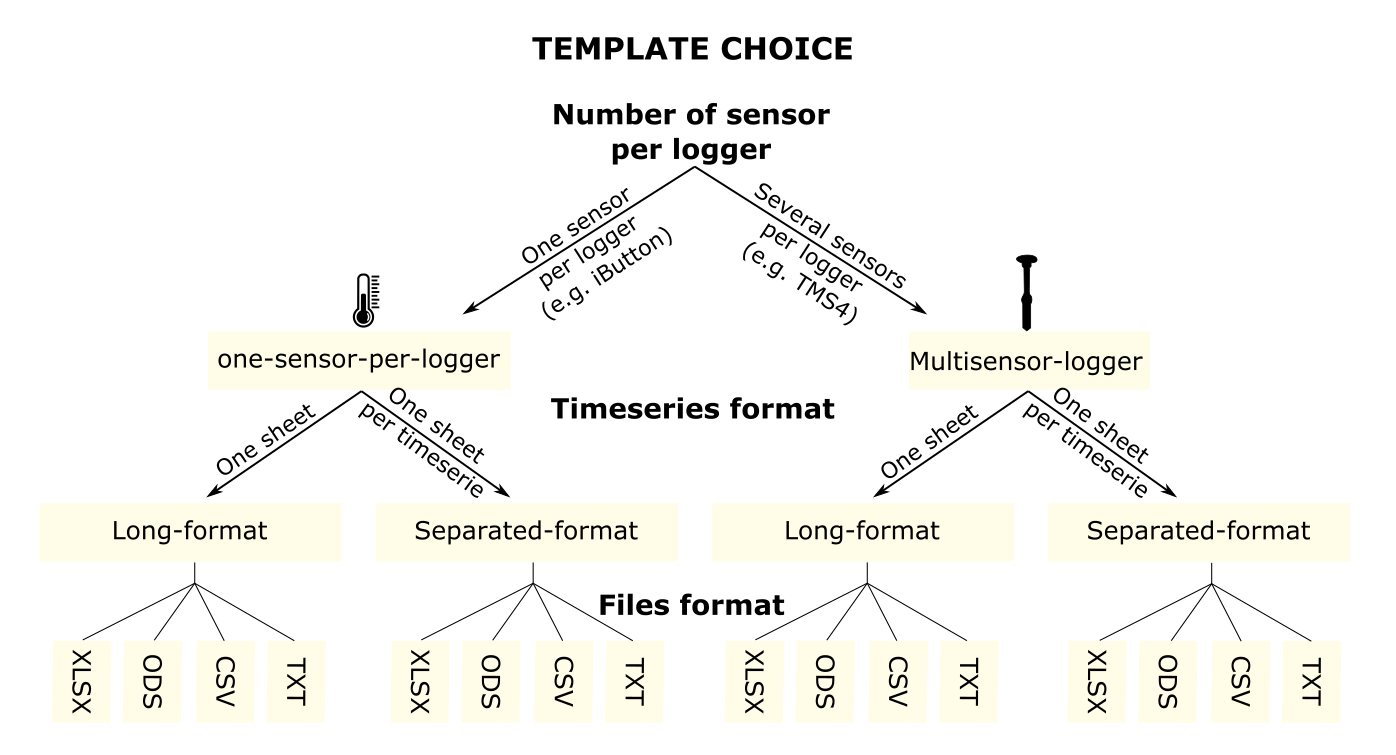 TEMPLATE CHOICE
Number of sensor
per logger
One sensor
per logger
(e.g. iButton)
Several sensors
per logger
(e.g. TMS4)
one-sensor-per-logger
Multisensor-logger
Timeseries format
One sheet
One sheet
per timeserie
One sheet
One sheet
per timeserie
Long-format
Separated-format
Long-format
Separated-format
Files format
XLSX
ODS
CSV
TXT
XLSX
ODS
CSV
TXT
XLSX
ODS
CSV
TXT
XLSX
ODS
CSV
TXT